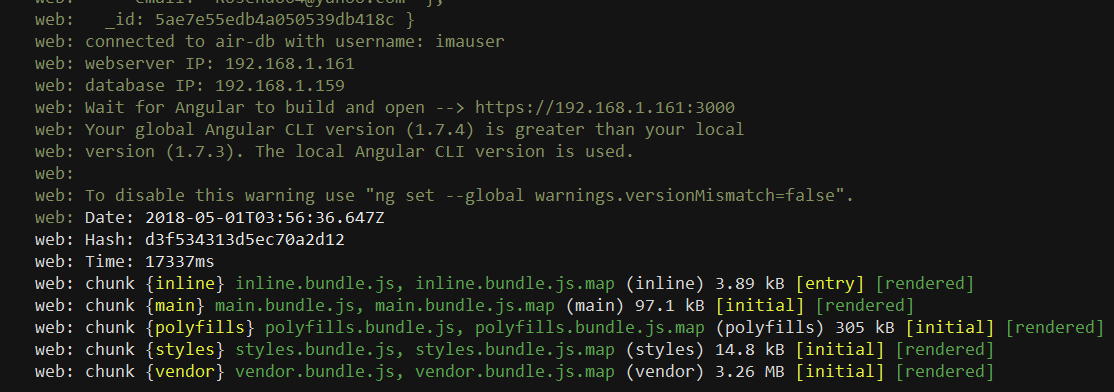 web: email: 'Rosendo04@yahoo.com' },
web: _id: 5ae7e55edb4a050539db418c }
web: connected to air-db with username: imauser
web: webserver IP: 192.168.1.161
web: database IP: 192.168.1.159
web: Wait for Angular to build and open --> https://192.168.1.161:3000
web: Your global Angular CLI version (1.7.4) is greater than your local
web: version (1.7.3). The local Angular CLI version is used.
web:
web: To disable this warning use "ng set --global warnings.versionMismatch=false".
web: Date: 2018-05-01T03:56:36.647Z
web: Hash: d3f534313d5ec70a2d12
web: Time: 17337ms
web: chunk {inline} inline.bundle.js, inline.bundle.js.map (inline) 3.89 kB [entry] [rendered]
web: chunk {main} main.bundle.js, main.bundle.js.map (main) 97.1 kB [initial] [rendered]
web: chunk {polyfills} polyfills.bundle.js, polyfills.bundle.js.map (polyfills) 305 kB [initial] [rendered]
web: chunk {styles} styles.bundle.js, styles.bundle.js.map (styles) 14.8 kB [initial] [rendered]
web: chunk {vendor} vendor.bundle.js, vendor.bundle.js.map (vendor) 3.26 MB [initial] [rendered]